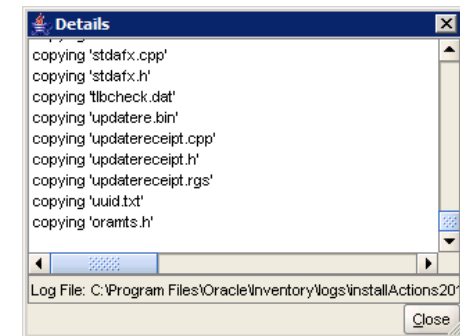 Details
copying 'stdafx.cpp'
copying 'stdafx.h'
copying 'tlbcheck.dat'
copying 'updatere.bin'
copying 'updatereceipt.cpp'
copying 'updatereceipt.h'
copying 'updatereceipt.rgs'
copying 'uuid.txt'
copying 'oramts.h'
Log File: C:\Program Files\Oracle\Inventory\logs\installActions201
Close